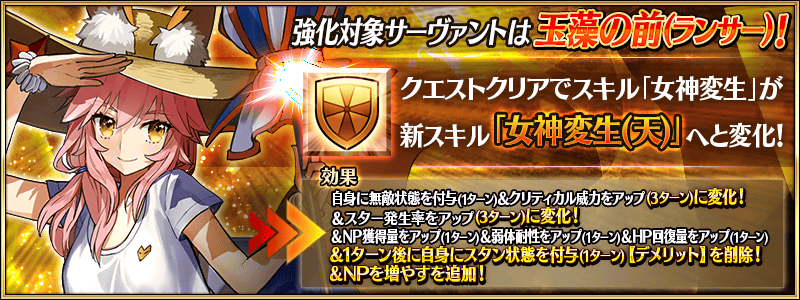 強化対象サーヴァントは玉藻の前(ランサー)!
クエストクリアでスキル「女神変生」が
新スキル「女神変生(天)」へと変化!
効果
自身に無敵状態を付与(1ターン)&クリティカル威力をアップ(3ターン)に変化!
&スター発生率をアップ(3ターン)に変化!
&NP獲得量をアップ(1ターン)&弱体耐性をアップ(1ターン)&HP回復量をアップ(1ターン)
&1ターン後に自身にスタン状態を付与(1ターン)【デメリット】を削除!
&NPを増やすを追加!